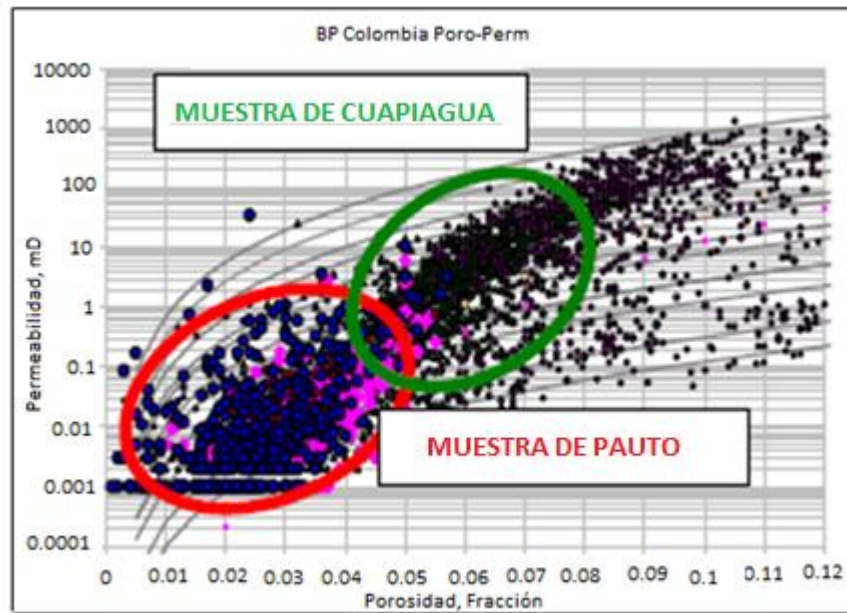 BP Colombia Poro-Perm
MUESTRA DE CUAPIAGUA
MUESTRA DE PAUTO
Permeabilidad, mD
10000
1000
100
10
1
0.1
0.01
0.001
0.0001
0 0.01 0.02 0.03 0.04 0.05 0.06 0.07 0.08 0.09 0.1 0.11 0.12
Porosidad, Fracción